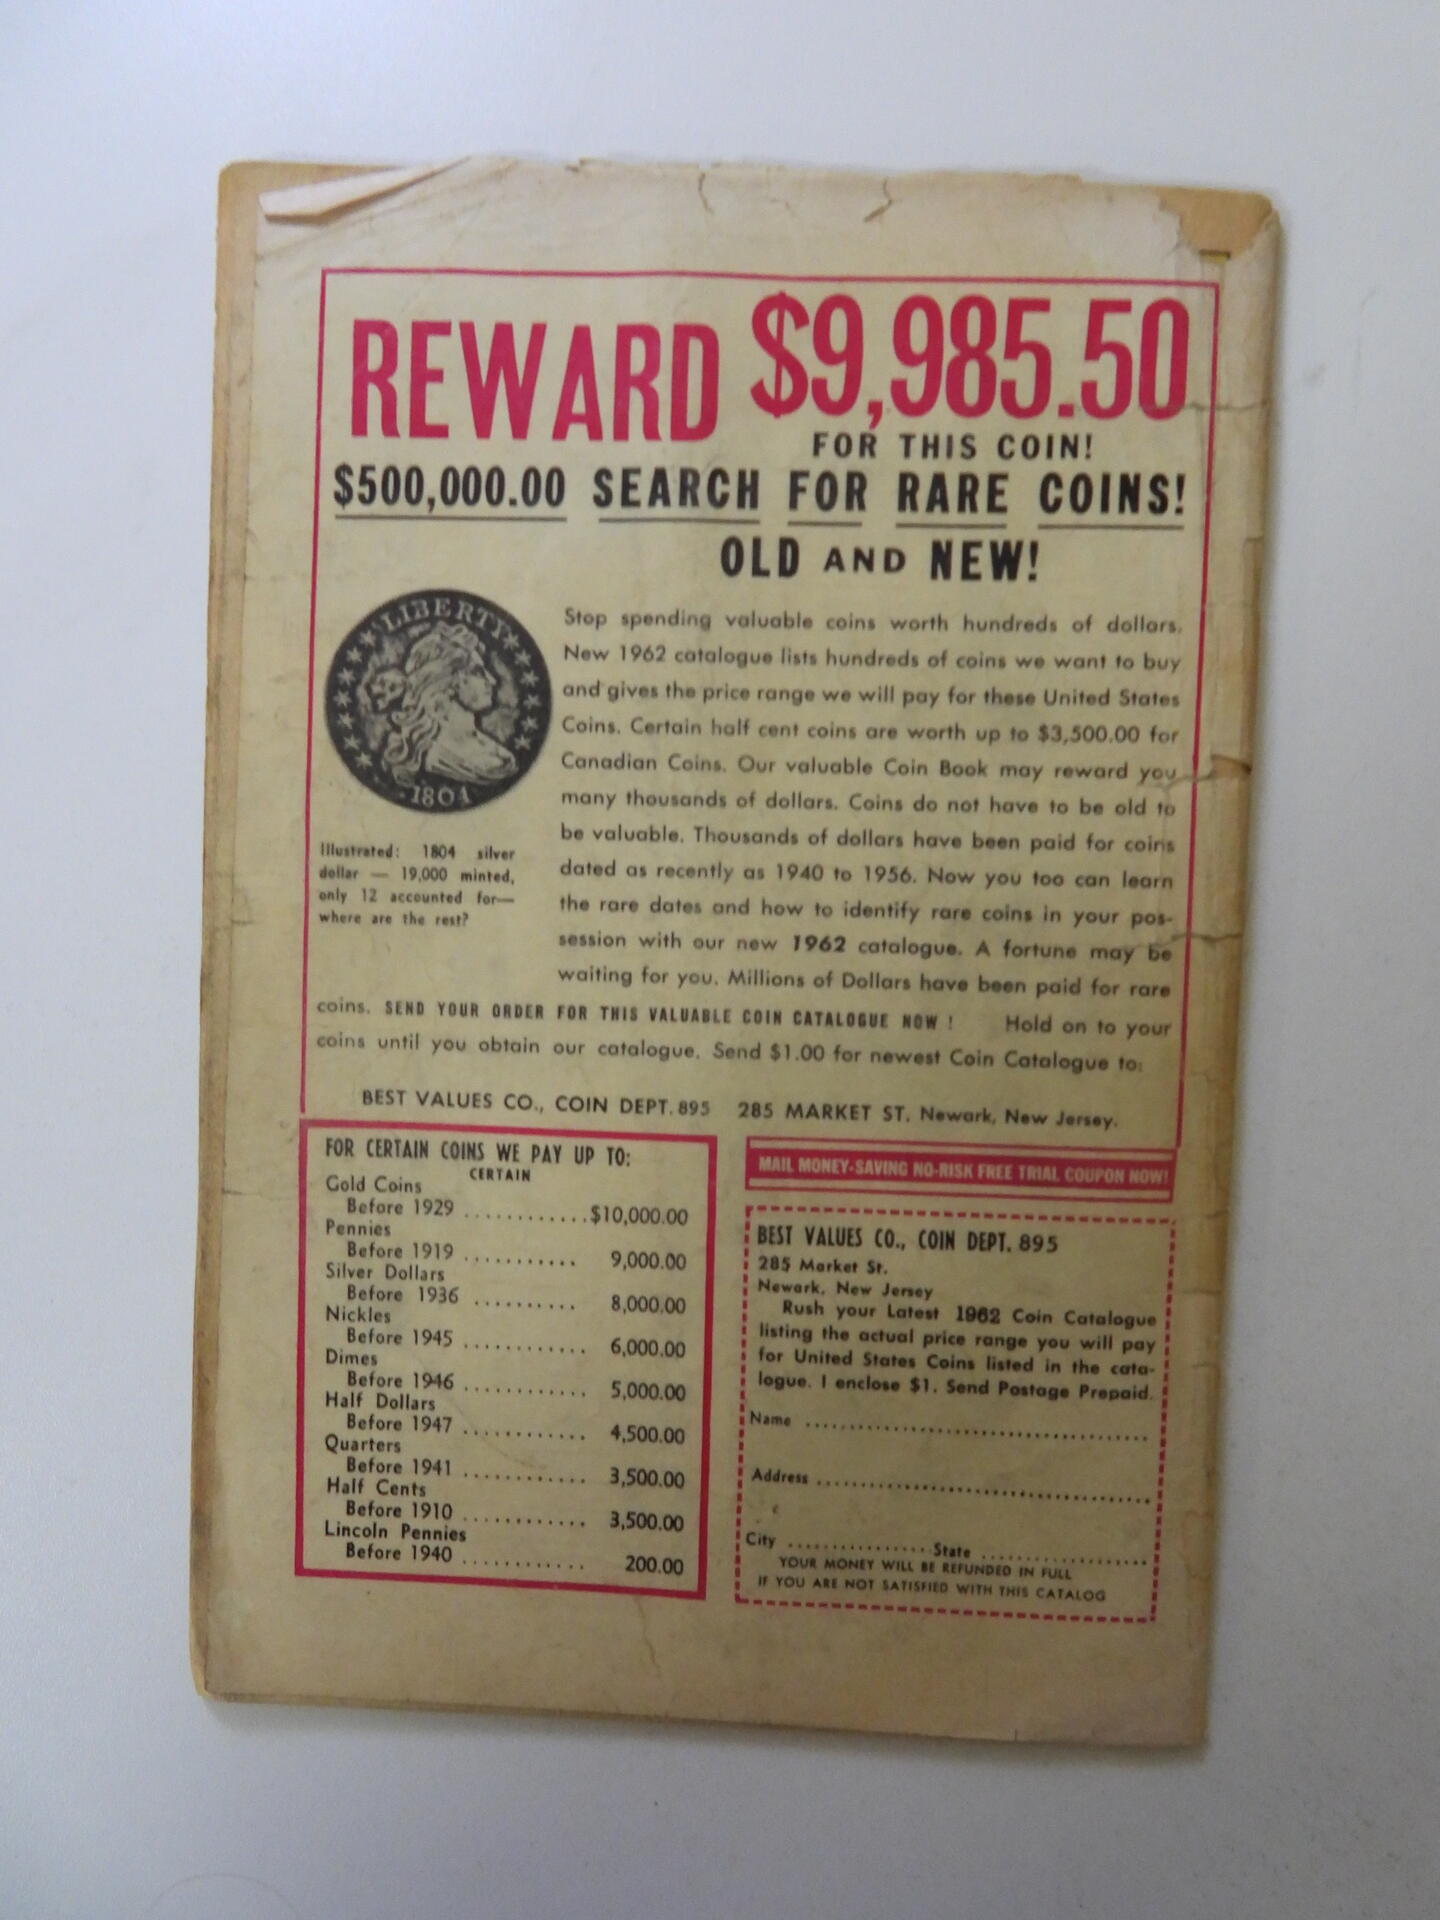 REWARD $9,985.50
FOR THIS COIN!
$500,000.00 SEARCH FOR RARE COINS!
OLD AND NEW!
LIBERTY
1804
Illustrated: 1804 silver
dollar — 19,000 minted,
only 12 accounted for—
where are the rest?
Stop spending valuable coins worth hundreds of dollars.
New 1962 catalogue lists hundreds of coins we want to buy
and gives the price range we will pay for these United States
Coins. Certain half cent coins are worth up to $3,500.00 for
Canadian Coins. Our valuable Coin Book may reward you
many thousands of dollars. Coins do not have to be old to
be valuable. Thousands of dollars have been paid for coins
dated as recently as 1940 to 1956. Now you too can learn
the rare dates and how to identify rare coins in your pos-
session with our new 1962 catalogue. A fortune may be
waiting for you. Millions of Dollars have been paid for rare
coins. SEND YOUR ORDER FOR THIS VALUABLE COIN CATALOGUE NOW ! Hold on to your
coins until you obtain our catalogue. Send $1.00 for newest Coin Catalogue to:
BEST VALUES CO., COIN DEPT. 895 285 MARKET ST. Newark, New Jersey.
FOR CERTAIN COINS WE PAY UP TO:
CERTAIN
Gold Coins
Before 1929 ............$10,000.00
Pennies
Before 1919 ........... 9,000.00
Silver Dollars
Before 1936 .......... 8,000.00
Nickles
Before 1945 ............ 6,000.00
Dimes
Before 1946 ............ 5,000.00
Half Dollars
Before 1947 ............ 4,500.00
Quarters
Before 1941 ............ 3,500.00
Half Cents
Before 1910 ............ 3,500.00
Lincoln Pennies
Before 1940 ............ 200.00
MAIL MONEY-SAVING NO-RISK FREE TRIAL COUPON NOW!
BEST VALUES CO., COIN DEPT. 895
285 Market St.
Newark, New Jersey
Rush your Latest 1962 Coin Catalogue
listing the actual price range you will pay
for United States Coins listed in the cata-
logue. I enclose $1. Send Postage Prepaid.
Name ........................................
Address ........................................
City ................State ....................
YOUR MONEY WILL BE REFUNDED IN FULL
IF YOU ARE NOT SATISFIED WITH THIS CATALOG